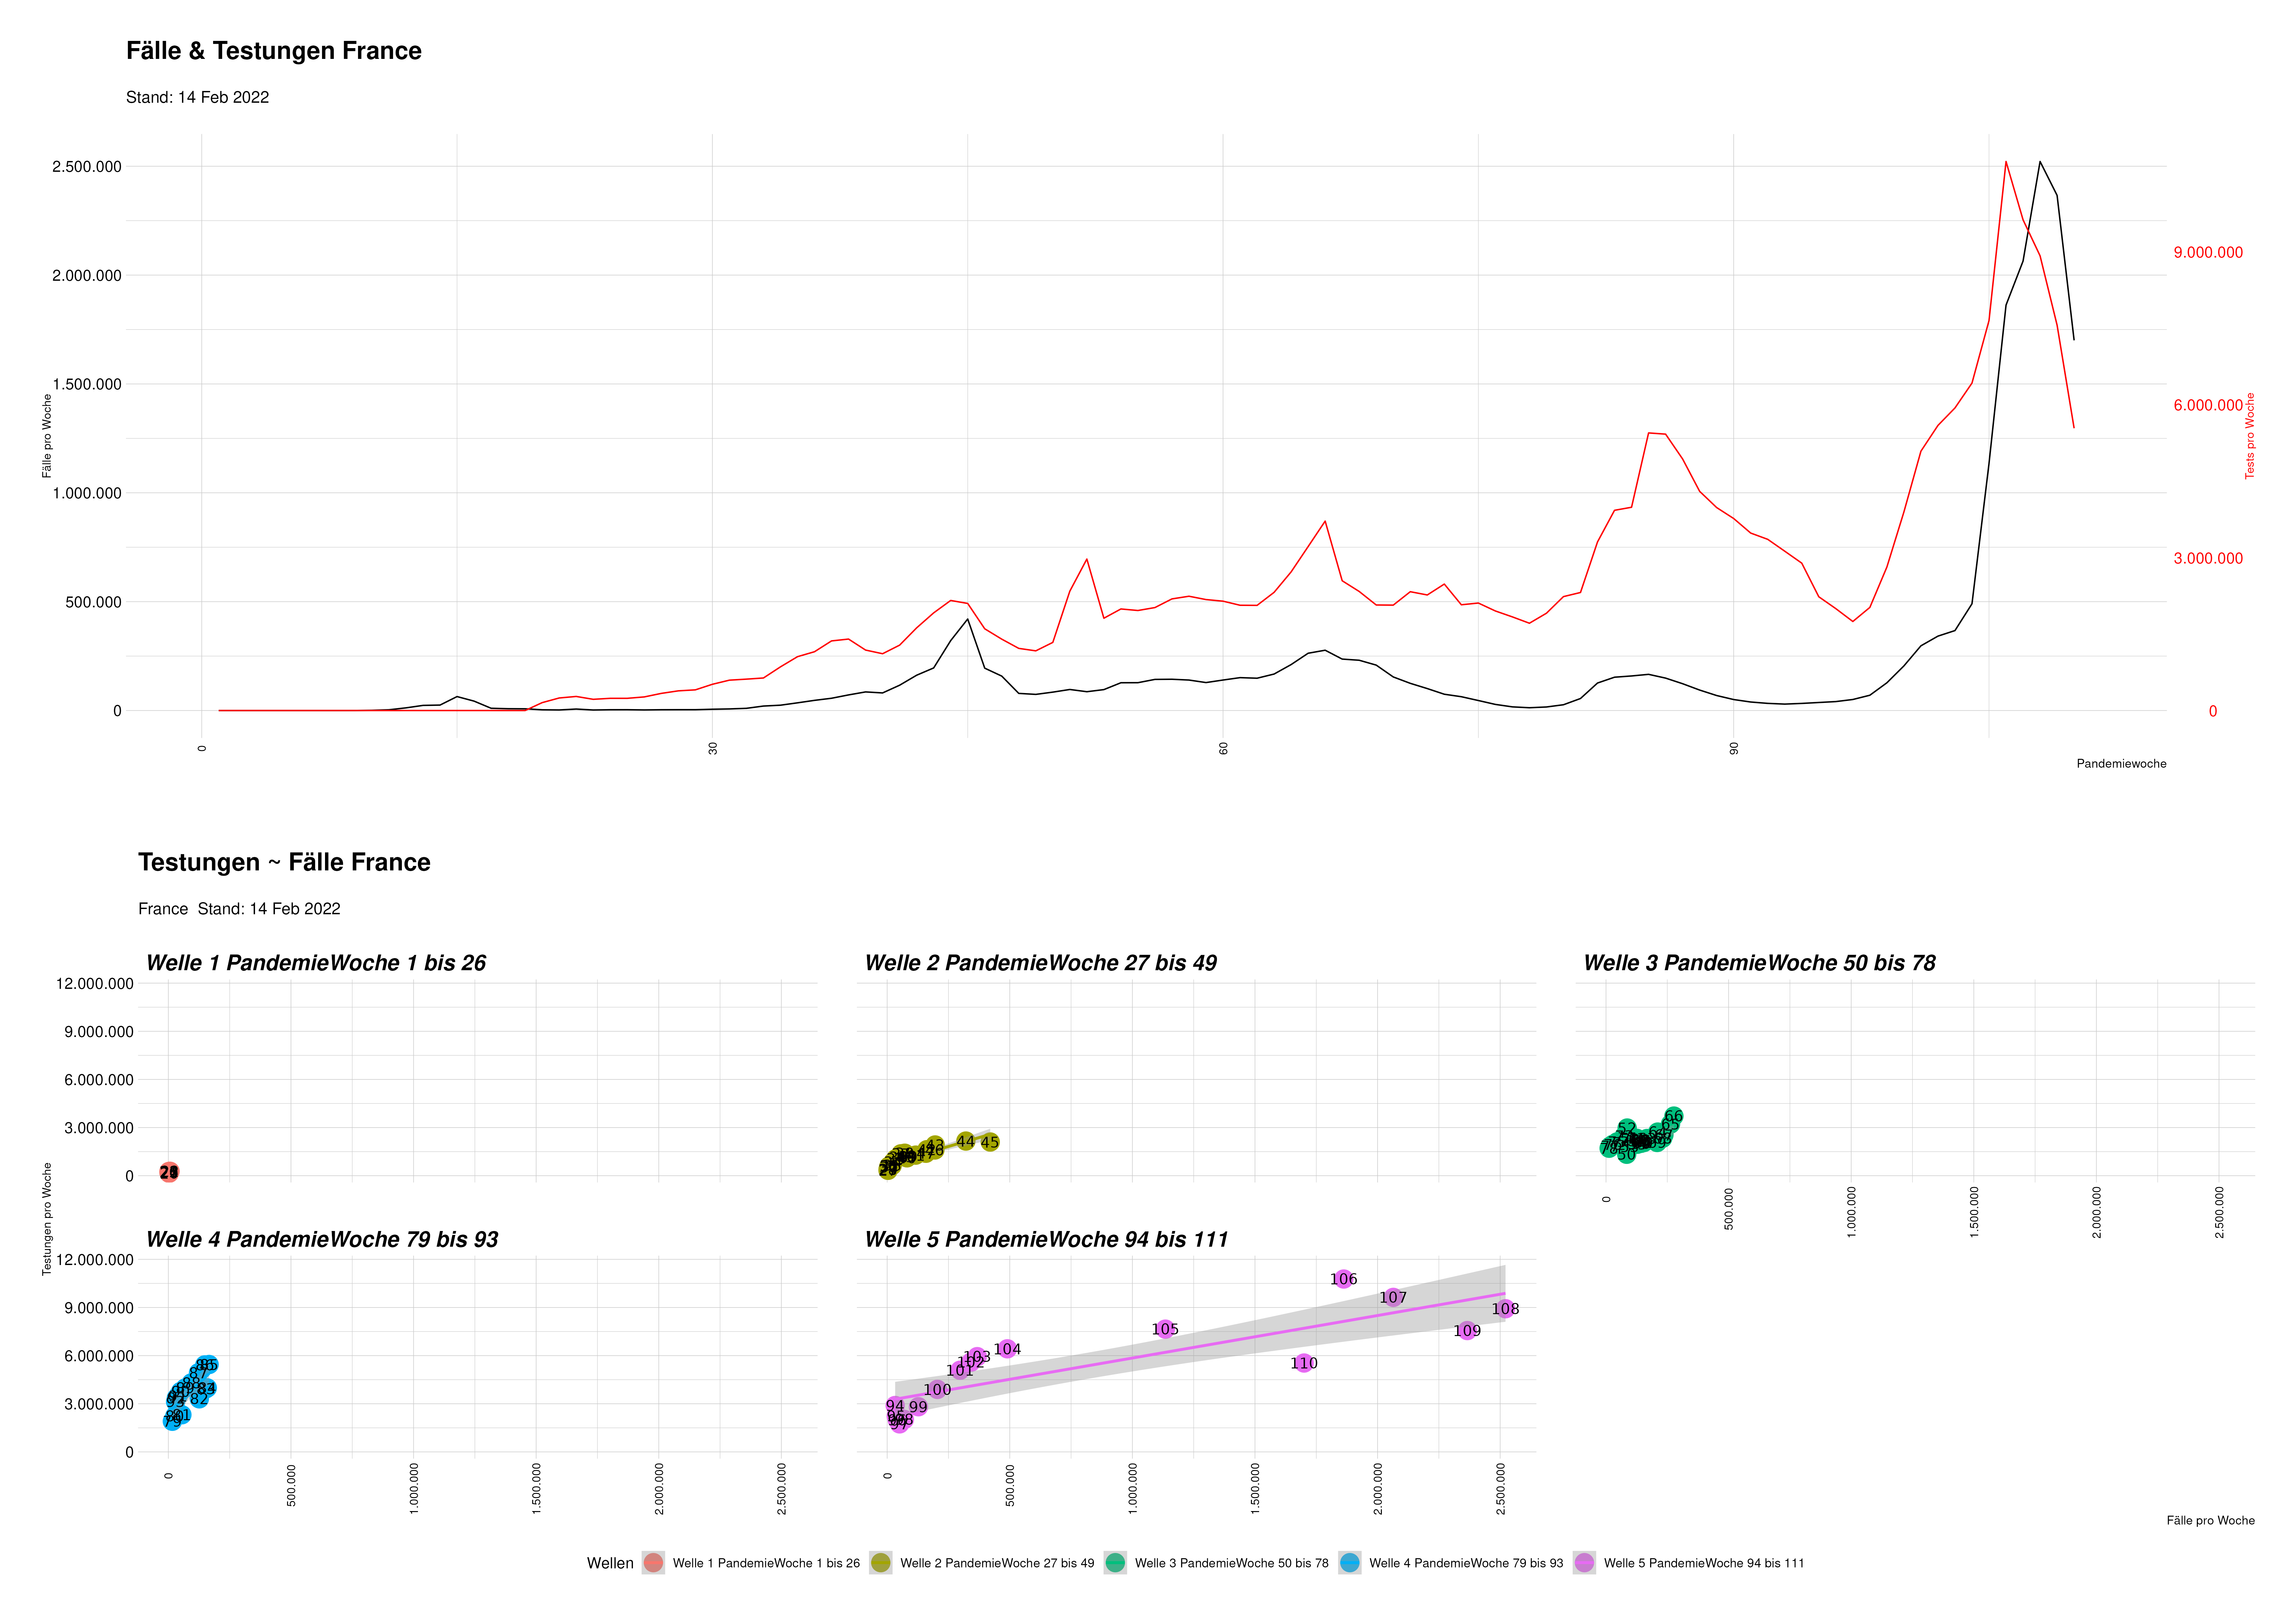 Fälle & Testungen France
Stand: 14 Feb 2022
2.500.000
2.000.000
1.500.000
1.000.000
500.000
0
Fälle pro Woche
9.000.000
6.000.000
3.000.000
0
Tests pro Woche
0 30 60 90
Pandemiewoche
Testungen ~ Fälle France
France Stand: 14 Feb 2022
Welle 1 PandemieWoche 1 bis 26
Welle 2 PandemieWoche 27 bis 49
Welle 3 PandemieWoche 50 bis 78
12.000.000
9.000.000
6.000.000
3.000.000
0
43
44
45
52
66
65
50
78
0 500.000 1.000.000 1.500.000 2.000.000 2.500.000
Testungen pro Woche
Welle 4 PandemieWoche 79 bis 93
Welle 5 PandemieWoche 94 bis 111
12.000.000
9.000.000
6.000.000
3.000.000
0
85
87
84
82
81
79
106
107
108
109
105
110
104
103
102
101
100
99
94
97
98
0 500.000 1.000.000 1.500.000 2.000.000 2.500.000
0 500.000 1.000.000 1.500.000 2.000.000 2.500.000
Fälle pro Woche
Wellen
Welle 1 PandemieWoche 1 bis 26
Welle 2 PandemieWoche 27 bis 49
Welle 3 PandemieWoche 50 bis 78
Welle 4 PandemieWoche 79 bis 93
Welle 5 PandemieWoche 94 bis 111